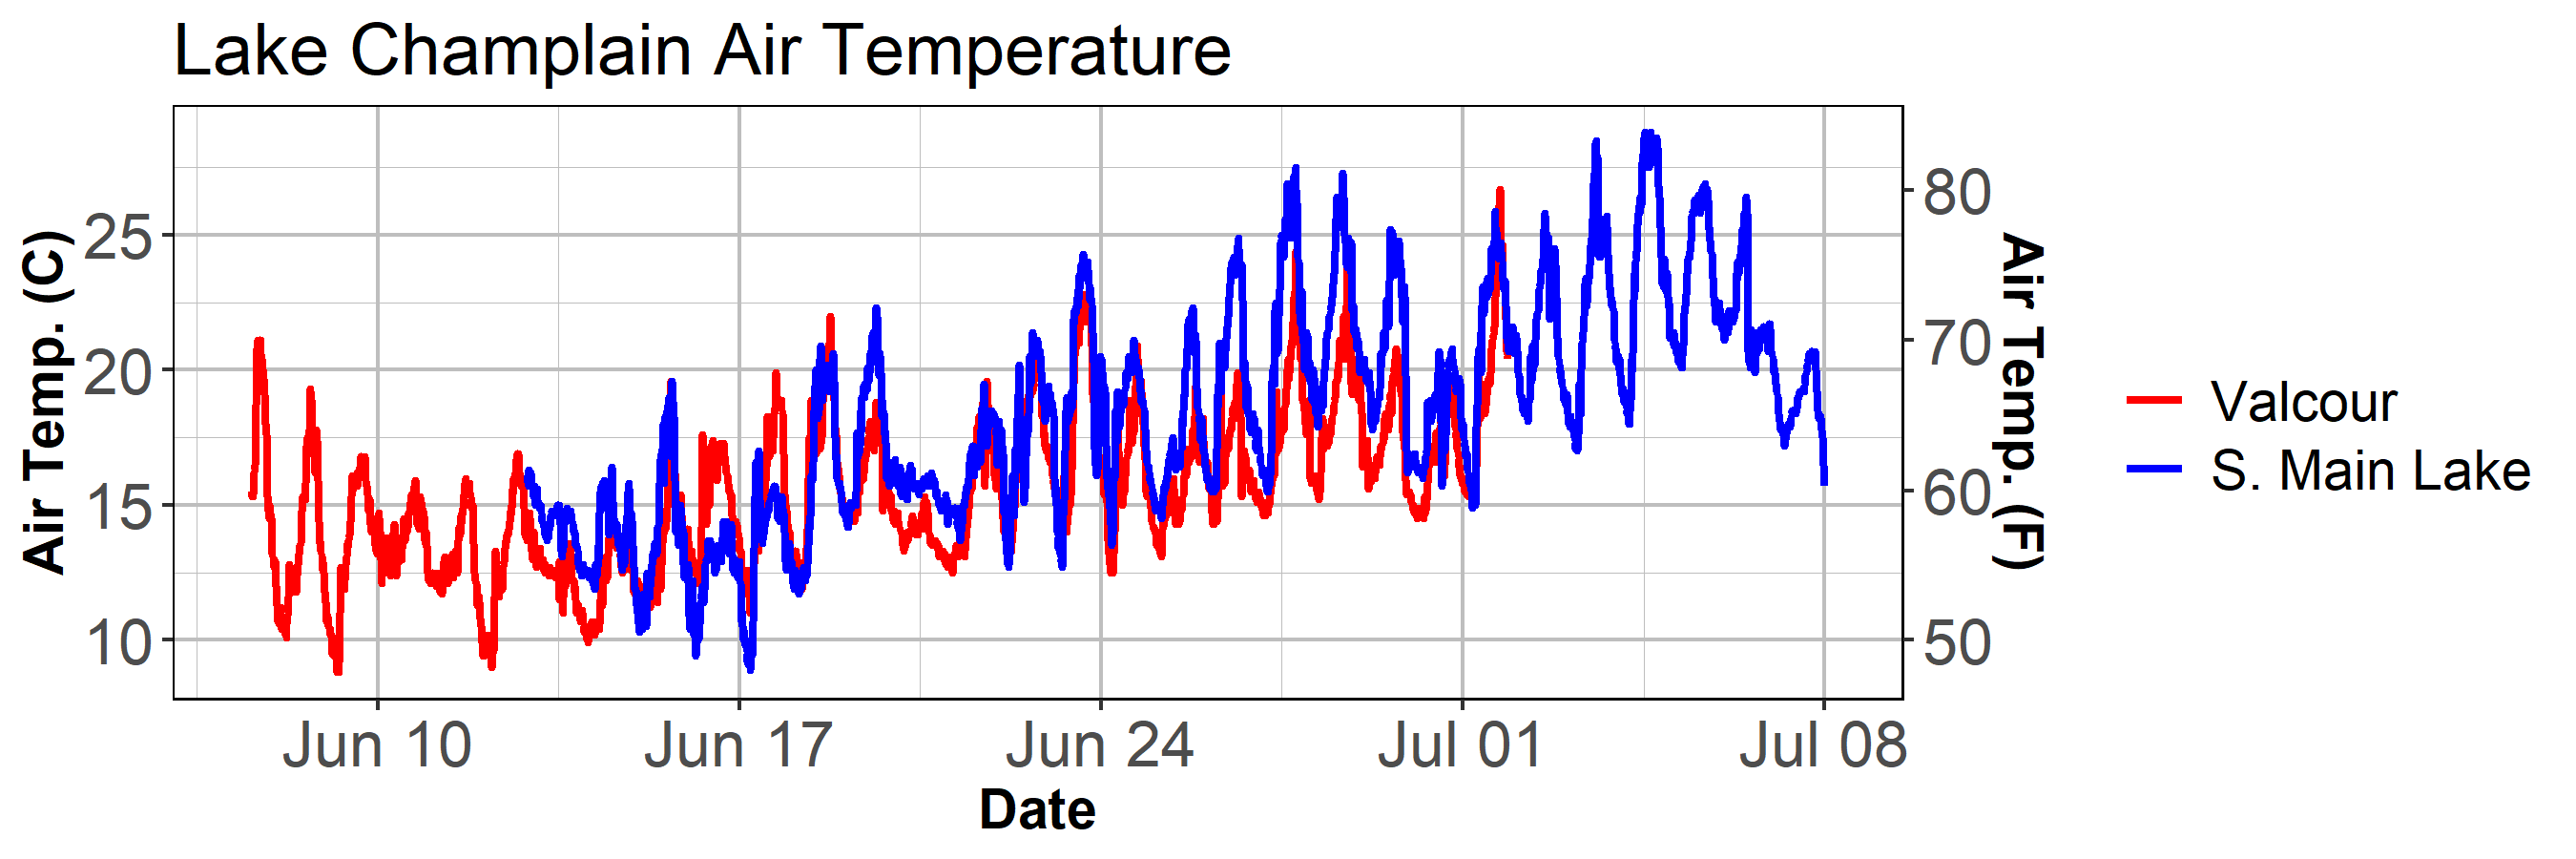 Lake Champlain Air Temperature
Air Temp. (C)
25
20
15
10
80
70
60
50
Air Temp. (F)
Jun 10
Jun 17
Jun 24
Jul 01
Jul 08
Date
Valcour
S. Main Lake